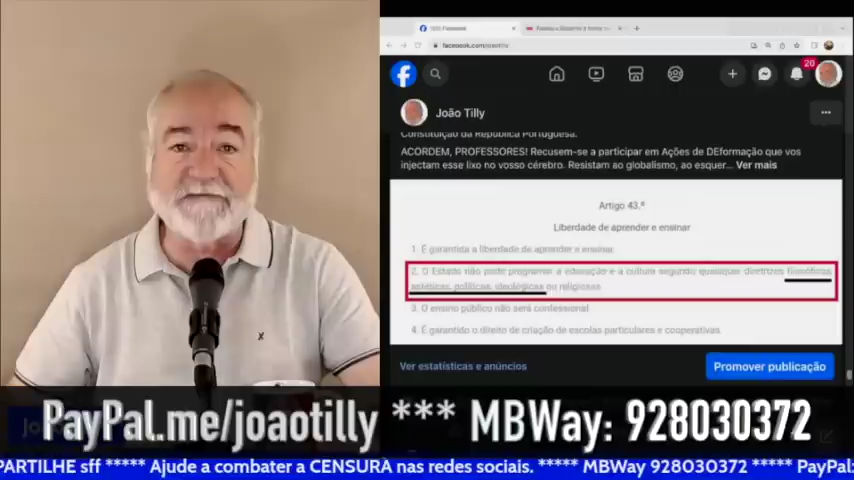 Facebook
Passou o Governo a tomar
facebook.com/joaotilly
20
João Tilly
Constituição da República Portuguesa.
ACORDEM, PROFESSORES! Recusem-se a participar em Ações de DEformação que vos
injectam esse lixo no vosso cérebro. Resistam ao globalismo, ao esquer... Ver mais
Artigo 43.º
Liberdade de aprender e ensinar
1. É garantida a liberdade de aprender e ensinar.
2. O Estado não pode programar a educação e a cultura segundo quaisquer diretrizes filosóficas,
estéticas, políticas, ideológicas ou religiosas.
3. O ensino público não será confessional.
4. É garantido o direito de criação de escolas particulares e cooperativas.
Ver estatísticas e anúncios
Promover publicação
PayPal.me/joaotilly *** MBWay: 928030372
PARTILHE sff ***** Ajude a combater a CENSURA nas redes sociais. ***** MBWay 928030372 ***** PayPal: